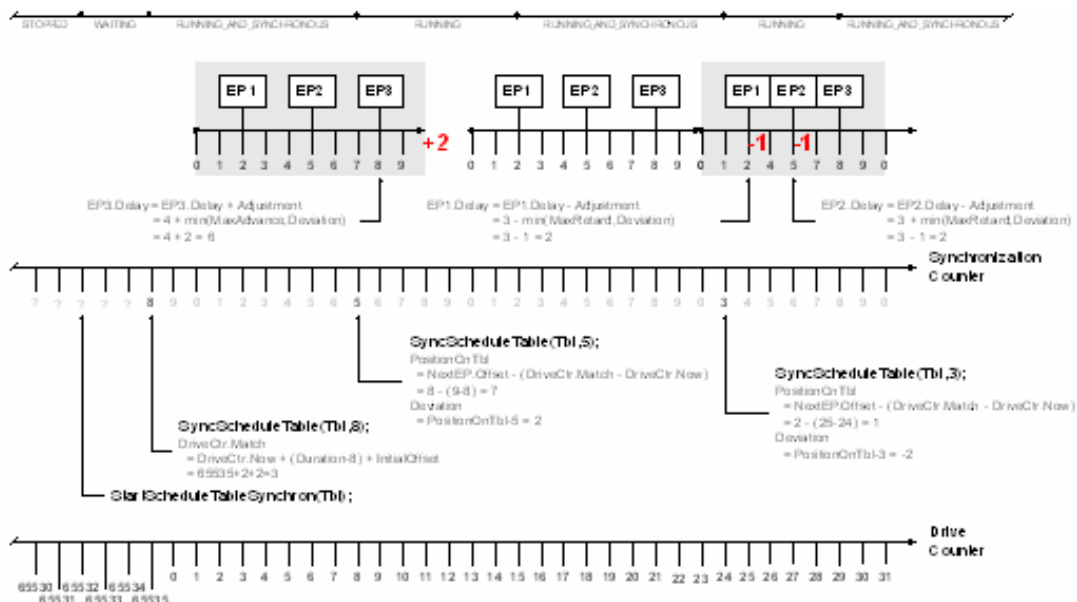 STOPPED WAITING RUNNING_AND_SYNCHRONOUS RUNNING RUNNING_AND_SYNCHRONOUS RUNNING RUNNING_AND_SYNCHRONOUS
EP1 EP2 EP3 EP1 EP2 EP3 EP1 EP2 EP3
+2 -1 -1
0 1 2 3 4 5 6 7 8 9 0 1 2 3 4 5 6 7 8 9 0 1 2 3 4 5 7 8 9 0
EP3.Delay = EP3.Delay + Adjustment
= 4 + min(MaxAdvance,Deviation)
= 4 + 2 = 6
EP1.Delay = EP1.Delay - Adjustment
= 3 - min(MaxRetard,Deviation)
= 3 - 1 = 2
EP2.Delay = EP2.Delay - Adjustment
= 3 + min(MaxRetard,Deviation)
= 3 - 1 = 2
Synchronization
Counter
? ? ? ? ? 8 9 0 1 2 3 4 5 6 5 6 7 8 9 0 1 2 3 4 5 6 7 8 9 0 3 4 5 6 7 8 9 0
SyncScheduleTable(Tbl,5);
PositionOnTbl
= NextEP.Offset - (DriveCtr.Match - DriveCtr.Now)
= 8 - (9-8) = 7
Deviation
= PositionOnTbl-5 = 2
SyncScheduleTable(Tbl,3);
PositionOnTbl
= NextEP.Offset - (DriveCtr.Match - DriveCtr.Now)
= 2 - (25-24) = 1
Deviation
= PositionOnTbl-3 = -2
SyncScheduleTable(Tbl,8);
DriveCtr.Match
= DriveCtr.Now + (Duration-8) + InitialOffset
= 65535+2+2=3
StartScheduleTableSynchron(Tbl);
Drive
Counter
0 1 2 3 4 5 6 7 8 9 10 11 12 13 14 15 16 17 18 19 20 21 22 23 24 25 26 27 28 29 30 31
65530 65532 65534
65531 65533 65535